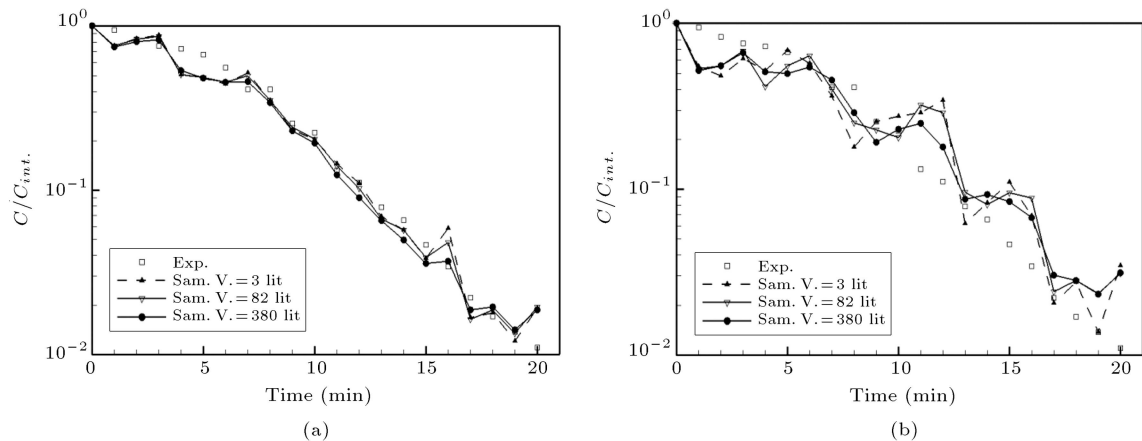 (a)
10^0
10^-1
10^-2
C/C_int.
Exp.
Sam. V. = 3 lit
Sam. V. = 82 lit
Sam. V. = 380 lit
0 5 10 15 20
Time (min)
(a)
(b)
10^0
10^-1
10^-2
C/C_int.
Exp.
Sam. V. = 3 lit
Sam. V. = 82 lit
Sam. V. = 380 lit
0 5 10 15 20
Time (min)
(b)